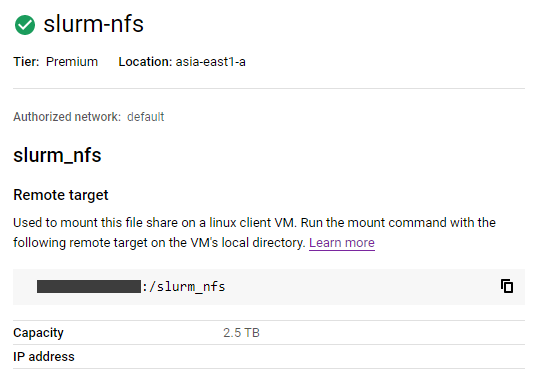 slurm-nfs
Tier: Premium Location: asia-east1-a
Authorized network: default
slurm_nfs
Remote target
Used to mount this file share on a linux client VM. Run the mount command with the
following remote target on the VM's local directory. Learn more
:/slurm_nfs
Capacity 2.5 TB
IP address